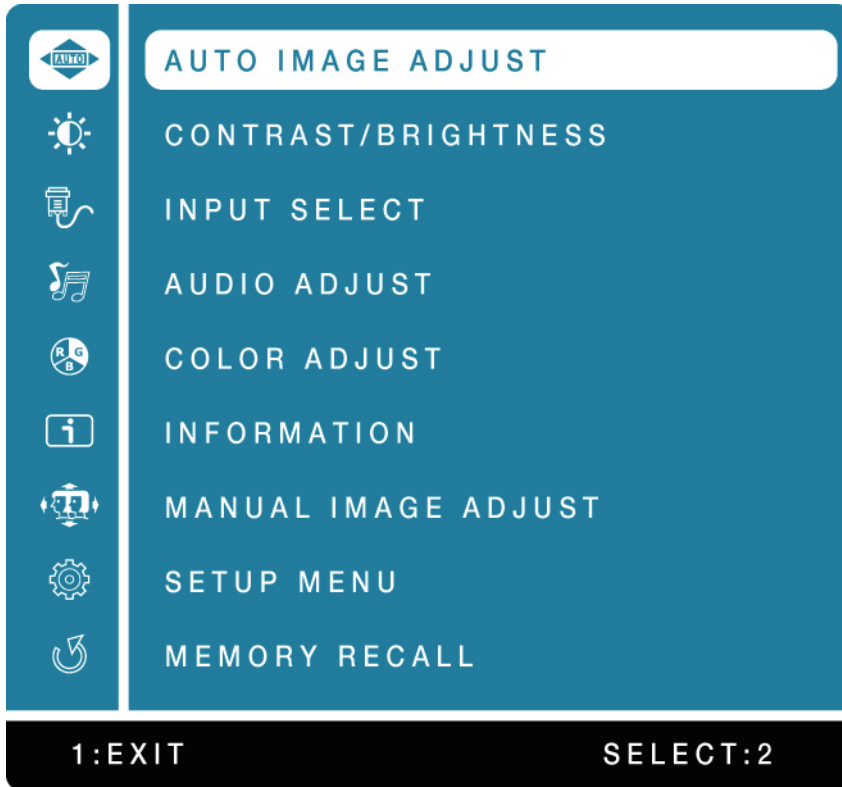 AUTO
AUTO IMAGE ADJUST
CONTRAST/BRIGHTNESS
INPUT SELECT
AUDIO ADJUST
R G B
COLOR ADJUST
i
INFORMATION
MANUAL IMAGE ADJUST
SETUP MENU
MEMORY RECALL
1:EXIT SELECT:2